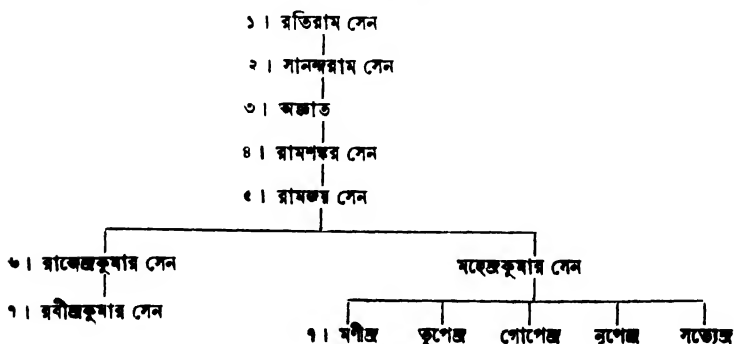 ১। রতিরাম সেন
২। সানন্দরাম সেন
৩। অজ্ঞাত
৪। রামশঙ্কর সেন
৫। রামজয় সেন
৬। রাজেন্দ্রকুমার সেন মহেন্দ্রকুমার সেন
৭। রবীন্দ্রকুমার সেন
৭। মণীন্দ্র ভূপেন্দ্র গোপেন্দ্র নৃপেন্দ্র সত্যেন্দ্র